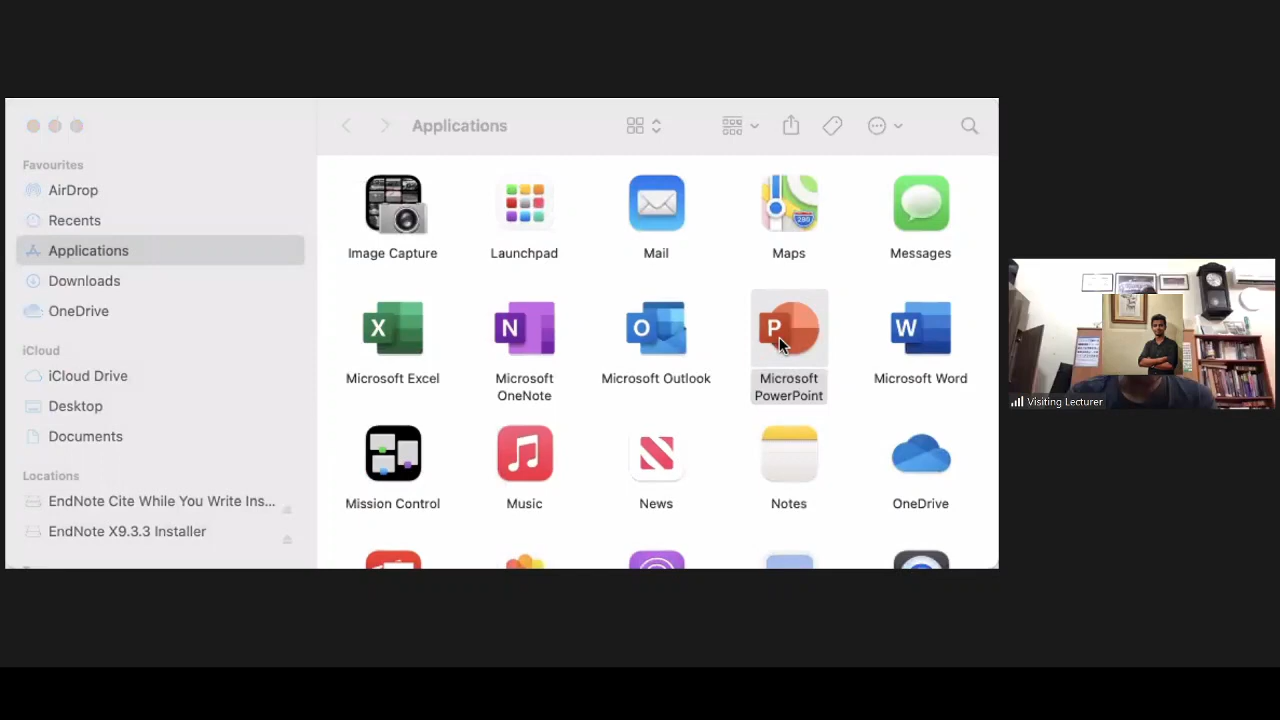 Applications
Favourites
AirDrop
Recents
Applications
Downloads
OneDrive
iCloud
iCloud Drive
Desktop
Documents
Locations
EndNote Cite While You Write Ins...
EndNote X9.3.3 Installer
Image Capture
Launchpad
Mail
280
Maps
Messages
X
Microsoft Excel
N
Microsoft
OneNote
O
Microsoft Outlook
P
Microsoft
PowerPoint
W
Microsoft Word
Mission Control
Music
News
Notes
OneDrive
Visiting Lecturer